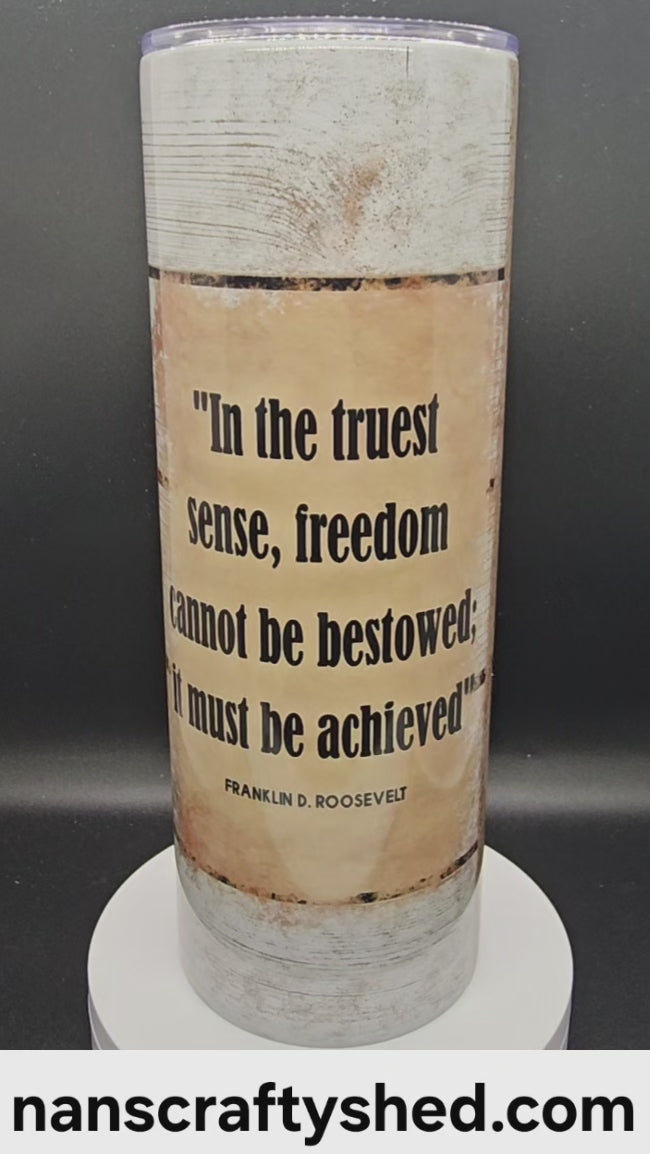 "In the truest
sense, freedom
cannot be bestowed;
it must be achieved"
FRANKLIN D. ROOSEVELT
nanscraftyshed.com